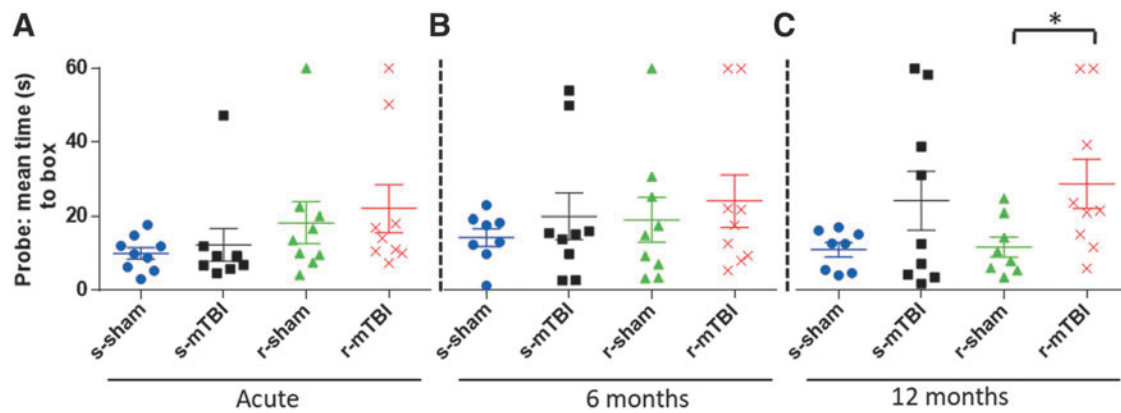 A B C
*
Probe: mean time (s)
to box
60
40
20
0
s-sham s-mTBI r-sham r-mTBI s-sham s-mTBI r-sham r-mTBI s-sham s-mTBI r-sham r-mTBI
Acute 6 months 12 months